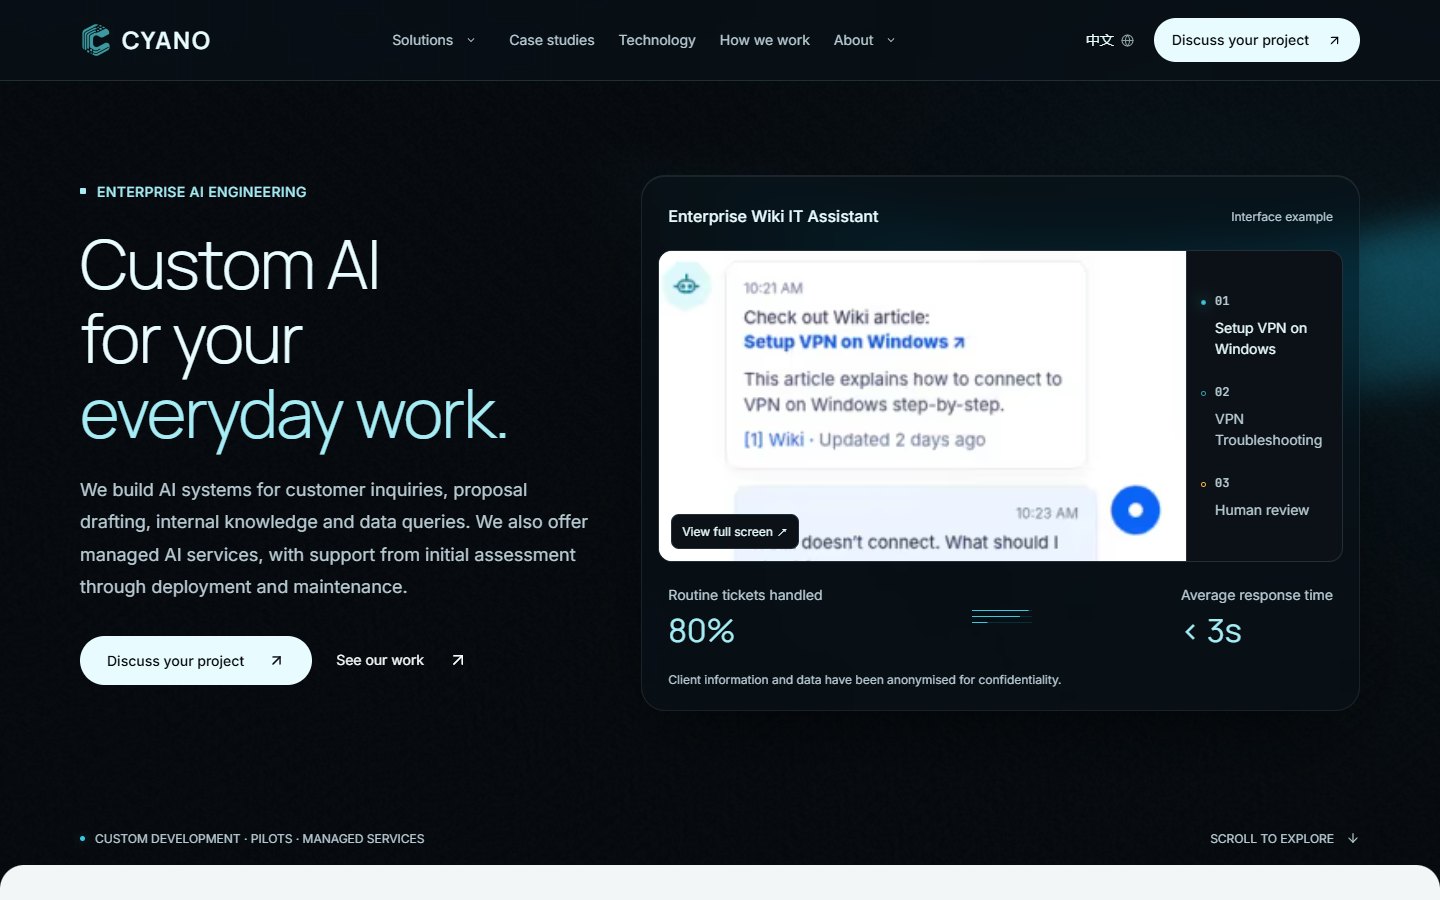 CYANO
Solutions
Case studies
Technology
How we work
About
中文
Discuss your project
ENTERPRISE AI ENGINEERING
Custom AI
for your
everyday work.
We build AI systems for customer inquiries, proposal
drafting, internal knowledge and data queries. We also offer
managed AI services, with support from initial assessment
through deployment and maintenance.
Discuss your project
See our work
Enterprise Wiki IT Assistant
Interface example
10:21 AM
Check out Wiki article:
Setup VPN on Windows
This article explains how to connect to
VPN on Windows step-by-step.
[1] Wiki · Updated 2 days ago
10:23 AM
doesn't connect. What should I
View full screen ↗
01
Setup VPN on
Windows
02
VPN
Troubleshooting
03
Human review
Routine tickets handled
80%
Average response time
< 3s
Client information and data have been anonymised for confidentiality.
CUSTOM DEVELOPMENT · PILOTS · MANAGED SERVICES
SCROLL TO EXPLORE